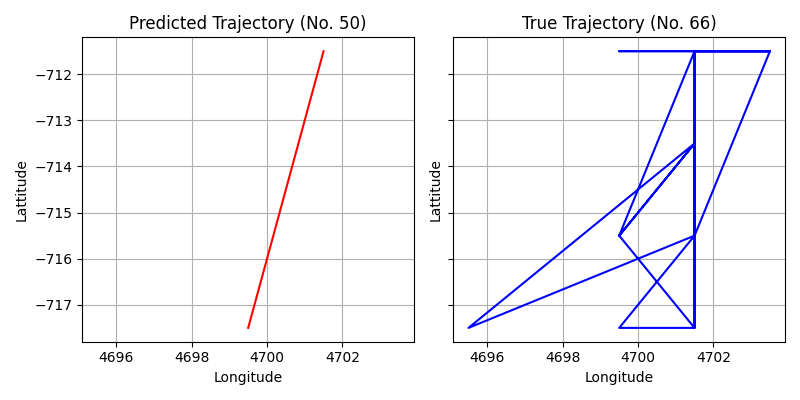 Predicted Trajectory (No. 50)
True Trajectory (No. 66)
Lattitude
−712
−713
−714
−715
−716
−717
4696
4698
4700
4702
Longitude
Lattitude
4696
4698
4700
4702
Longitude